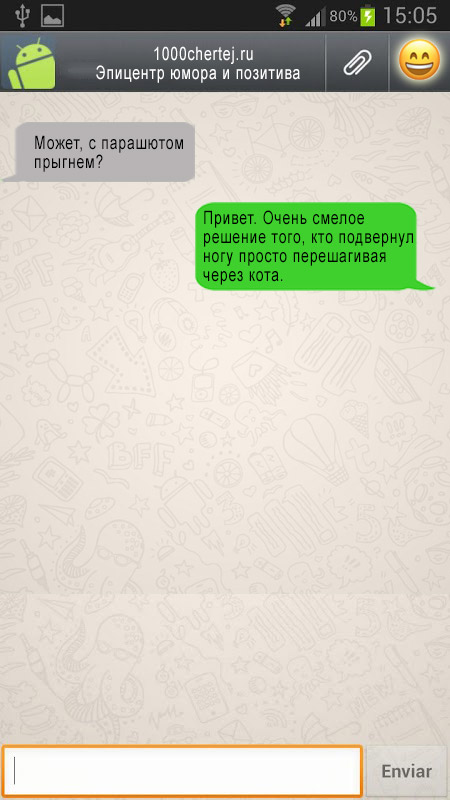 80% 15:05
1000chertej.ru
Эпицентр юмора и позитива
Может, с парашютом
прыгнем?
Привет. Очень смелое
решение того, кто подвернул
ногу просто перешагивая
через кота.
BFF
Enviar